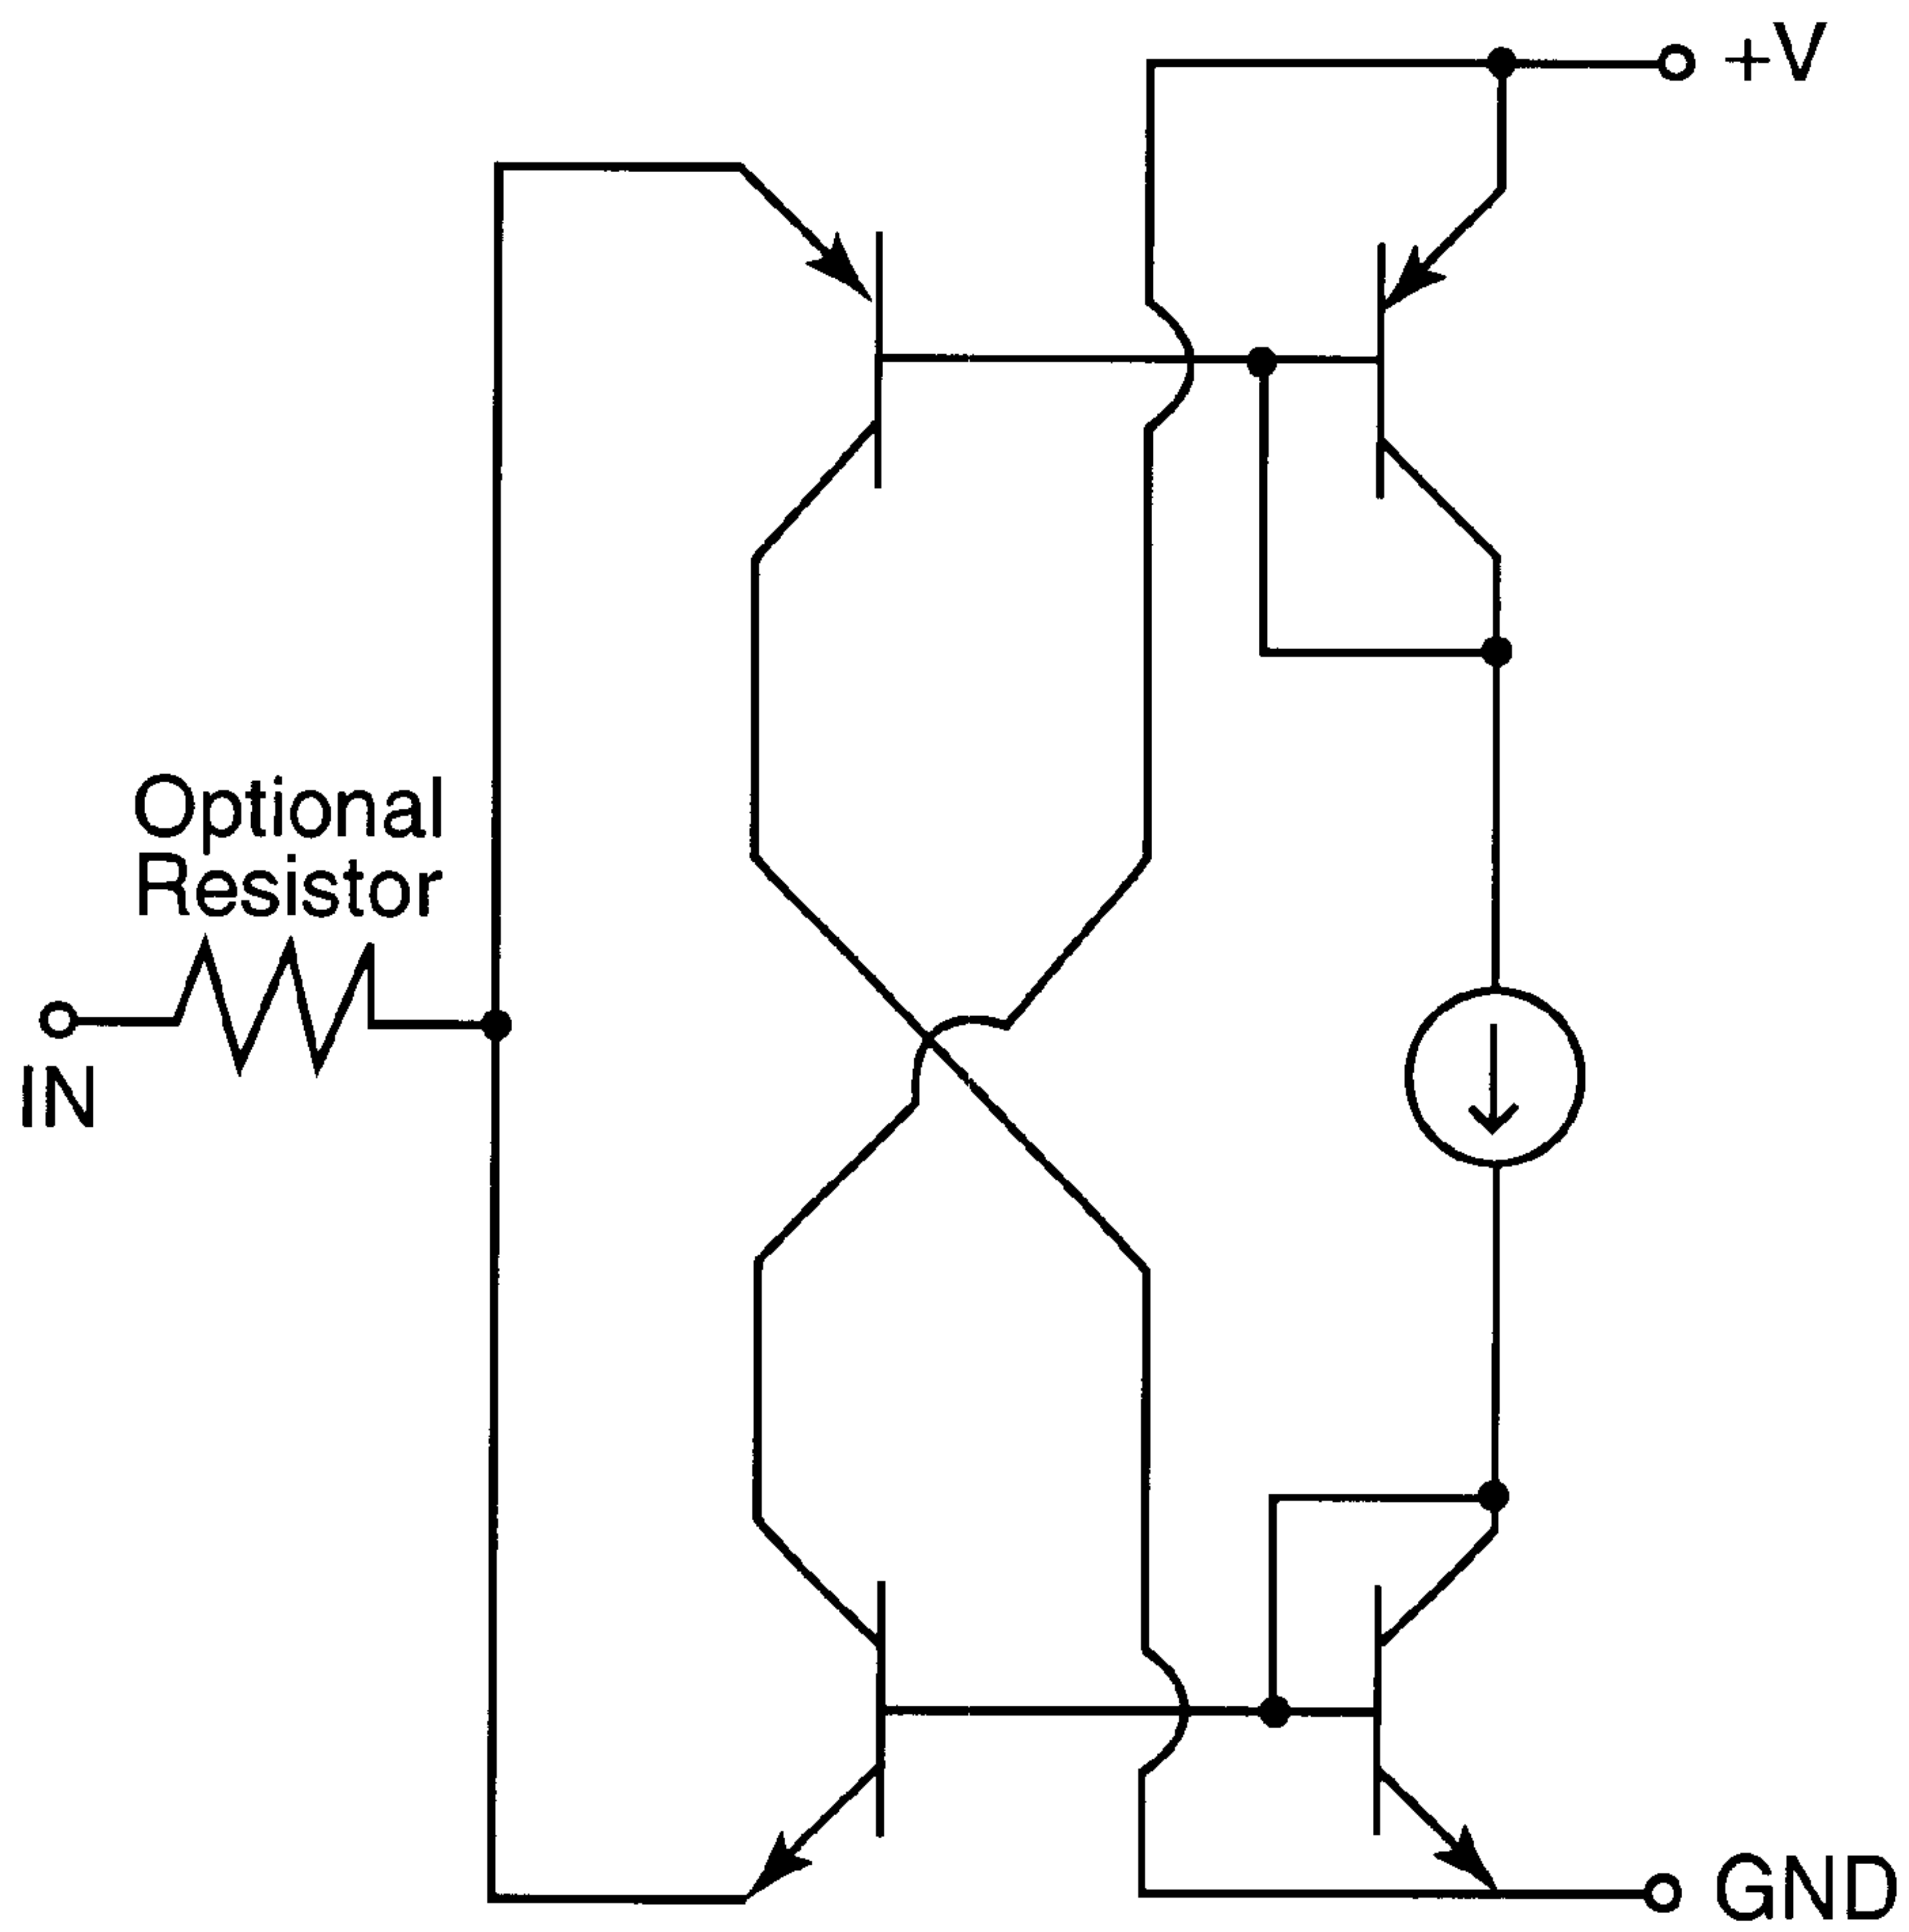 +V
Optional
Resistor
IN
GND